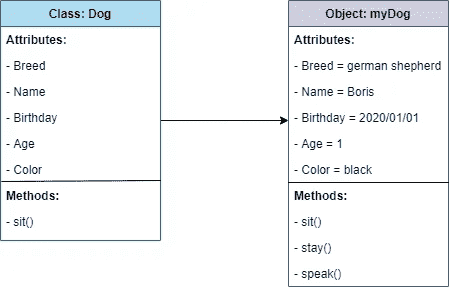 Class: Dog
Attributes:
- Breed
- Name
- Birthday
- Age
- Color
Methods:
- sit()
Object: myDog
Attributes:
- Breed = german shepherd
- Name = Boris
- Birthday = 2020/01/01
- Age = 1
- Color = black
Methods:
- sit()
- stay()
- speak()